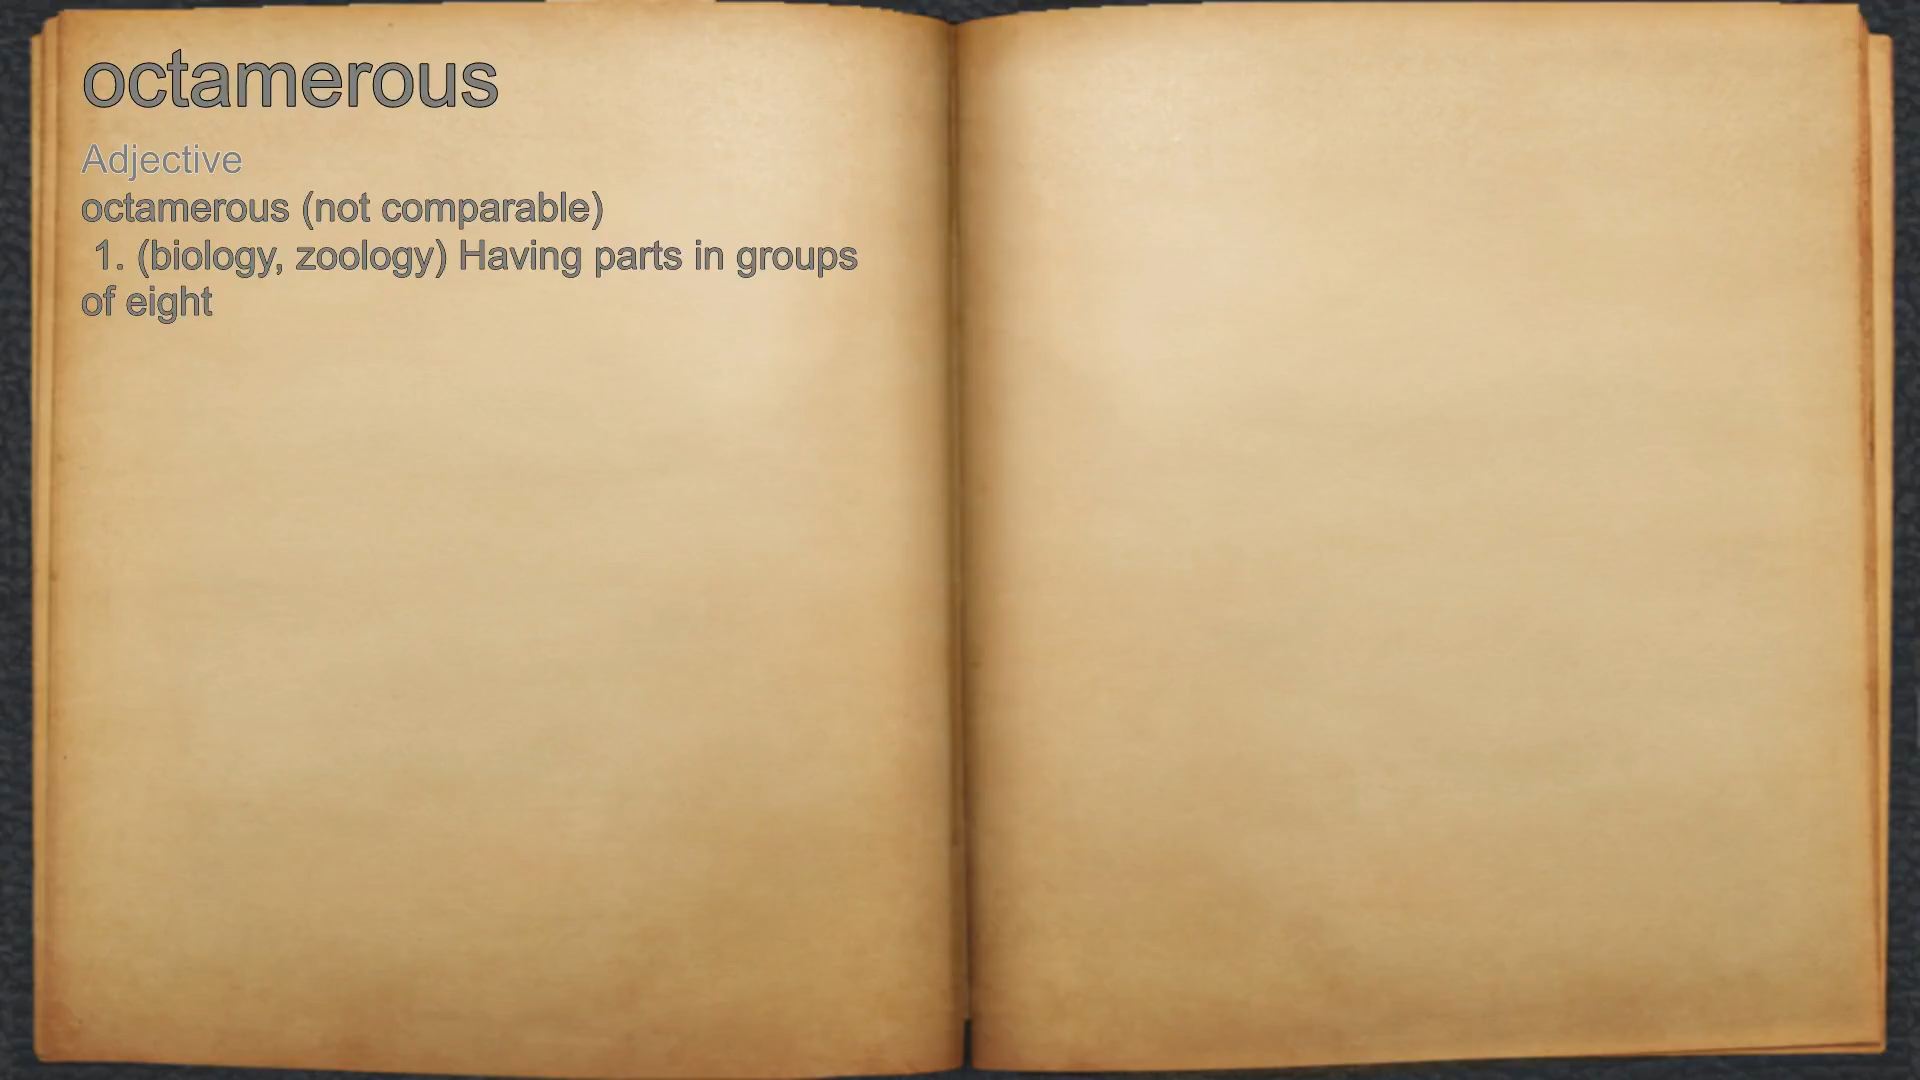 octamerous
Adjective
octamerous (not comparable)
1. (biology, zoology) Having parts in groups
of eight